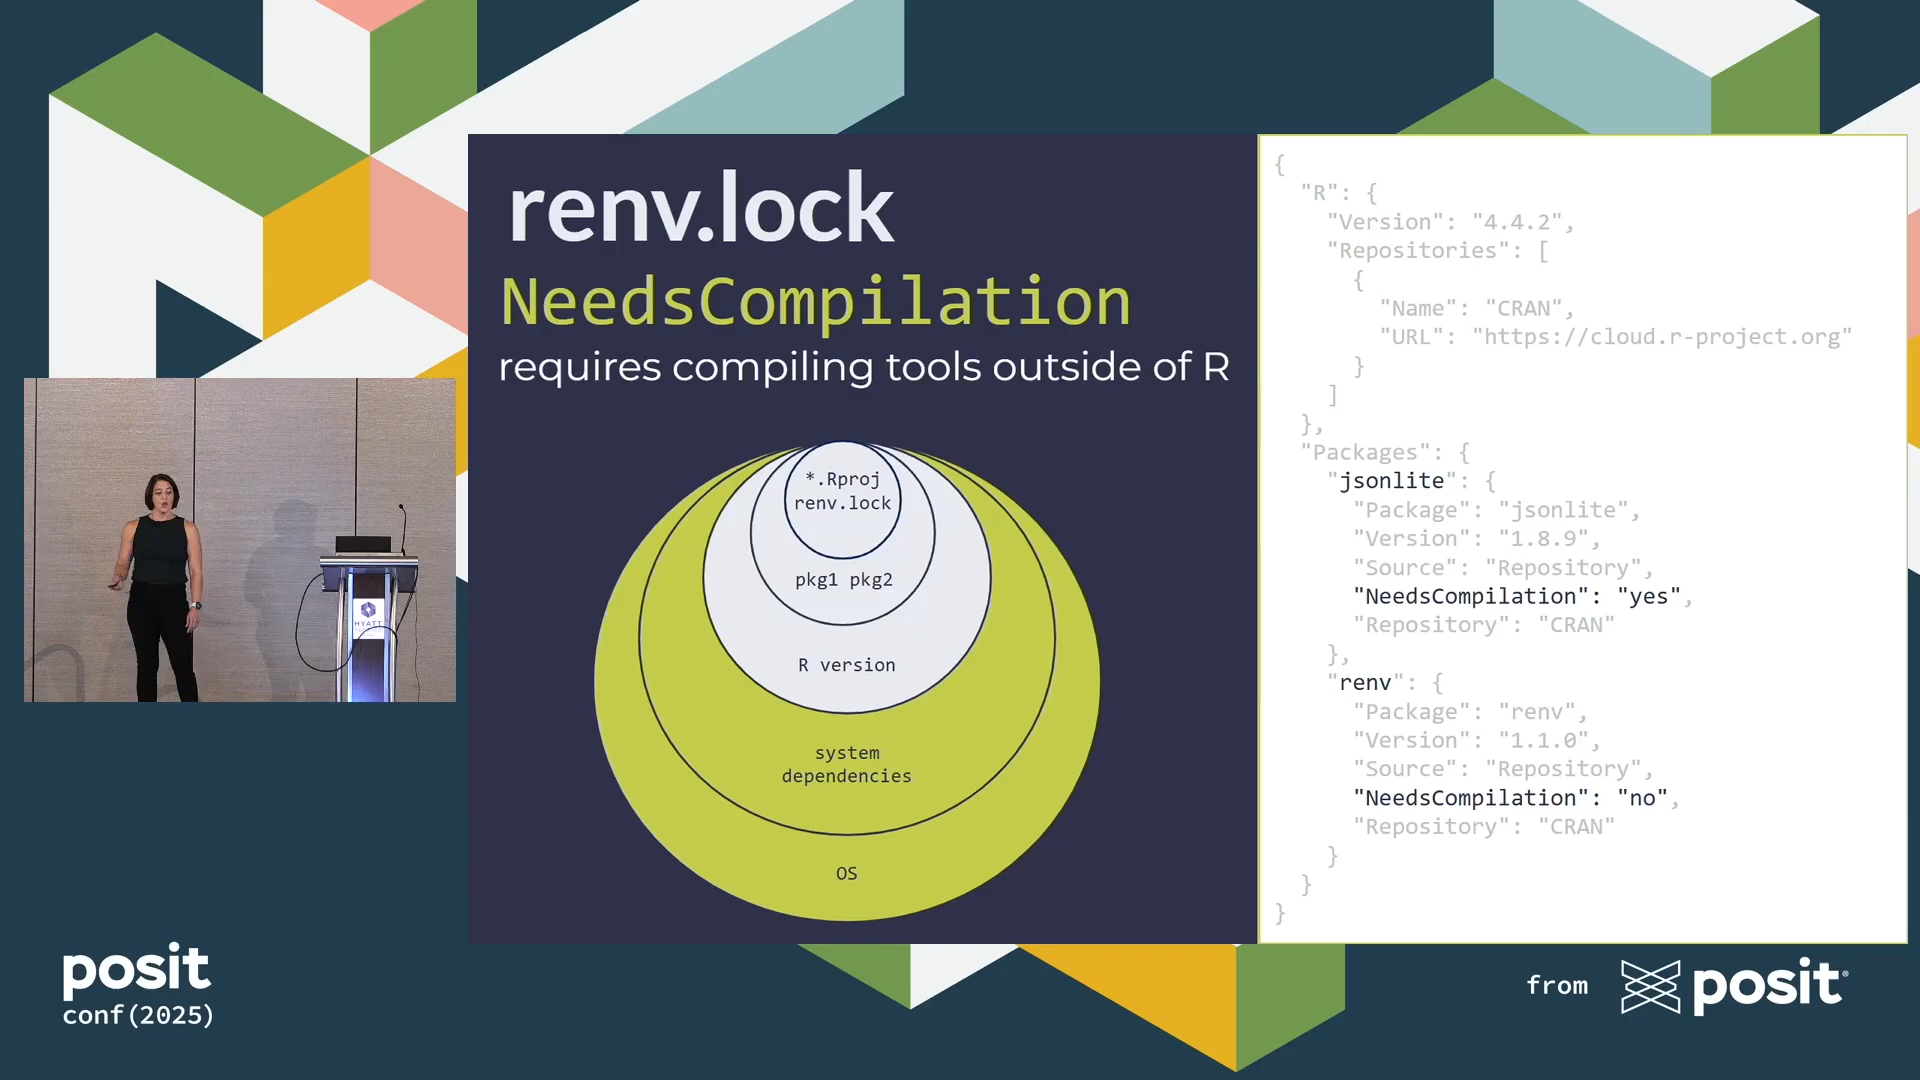 renv.lock
NeedsCompilation
requires compiling tools outside of R
*.Rproj
renv.lock
pkg1 pkg2
R version
system
dependencies
OS
{
"R": {
"Version": "4.4.2",
"Repositories": [
{
"Name": "CRAN",
"URL": "https://cloud.r-project.org"
}
]
},
"Packages": {
"jsonlite": {
"Package": "jsonlite",
"Version": "1.8.9",
"Source": "Repository",
"NeedsCompilation": "yes",
"Repository": "CRAN"
},
"renv": {
"Package": "renv",
"Version": "1.1.0",
"Source": "Repository",
"NeedsCompilation": "no",
"Repository": "CRAN"
}
}
}
HYATT
posit
conf(2025)
from
posit®